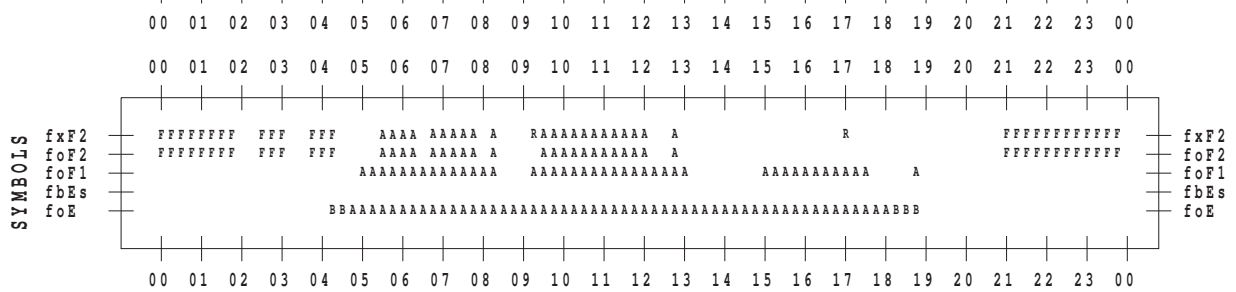 00 01 02 03 04 05 06 07 08 09 10 11 12 13 14 15 16 17 18 19 20 21 22 23 00
00 01 02 03 04 05 06 07 08 09 10 11 12 13 14 15 16 17 18 19 20 21 22 23 00
SYMBOLS
fxF2 FFFFFFFF FFF FFF AAAA AAAAA A RAAAAAAAAAAA A R FFFFFFFFFFFF fxF2
foF2 FFFFFFFF FFF FFF AAAA AAAAA A AAAAAAAAAAA A FFFFFFFFFFFF foF2
foF1 AAAAAAAAAAAAAA AAAAAAAAAAAAAAAA AAAAAAAAAAA A foF1
fbEs fbEs
foE BBAAAAAAAAAAAAAAAAAAAAAAAAAAAAAAAAAAAAAAAAAAAAAAAAAAAAAABBB foE
00 01 02 03 04 05 06 07 08 09 10 11 12 13 14 15 16 17 18 19 20 21 22 23 00